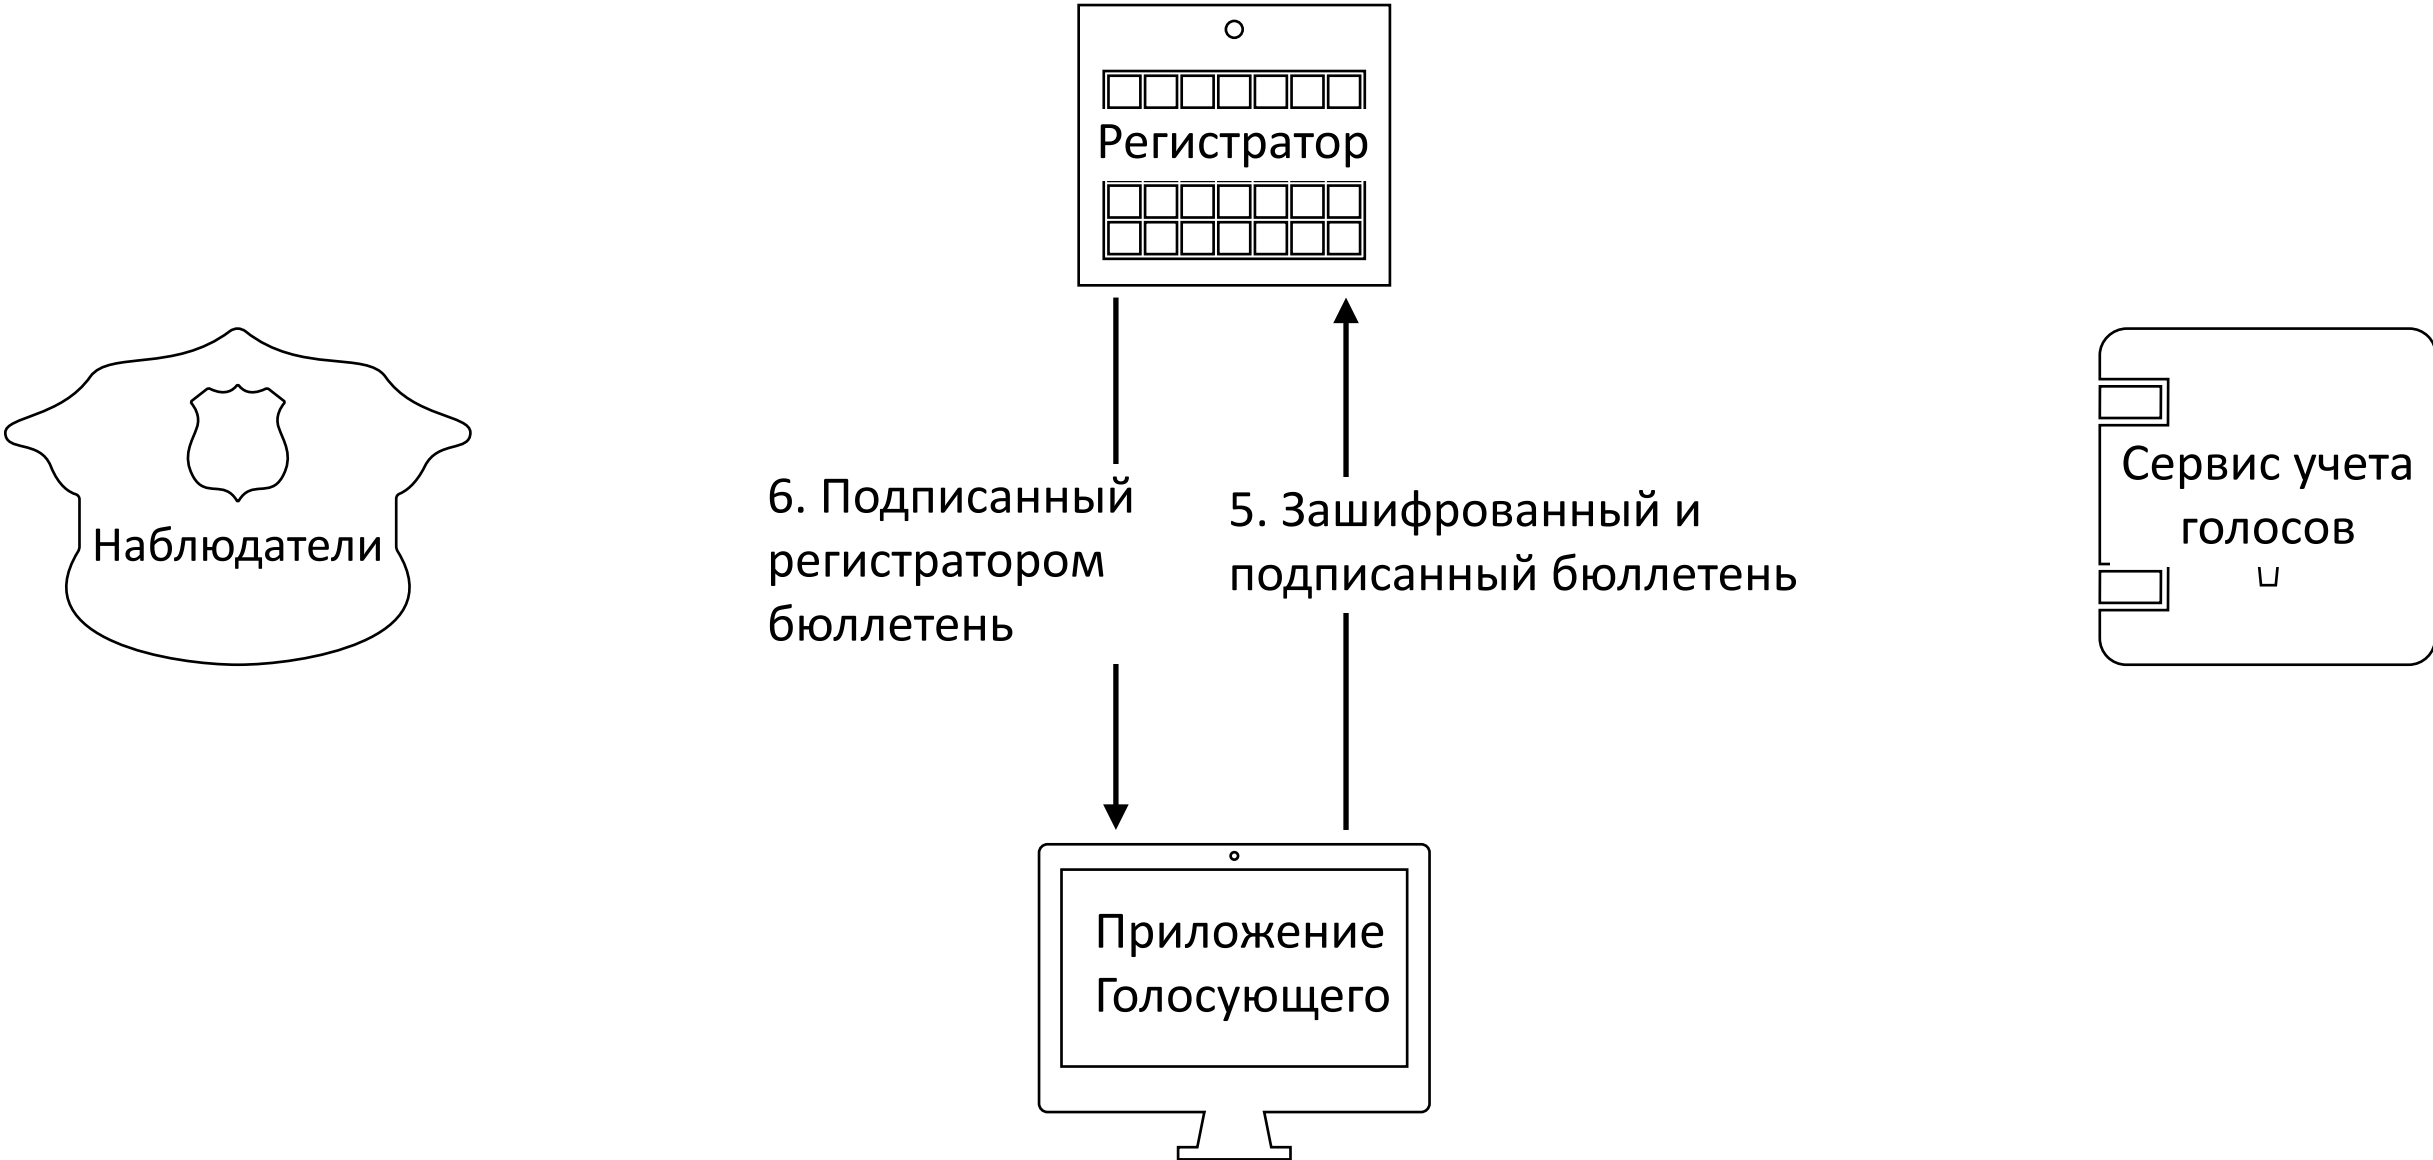 Регистратор
Наблюдатели
6. Подписанный
регистратором
бюллетень
5. Зашифрованный и
подписанный бюллетень
Сервис учета
голосов
Приложение
Голосующего